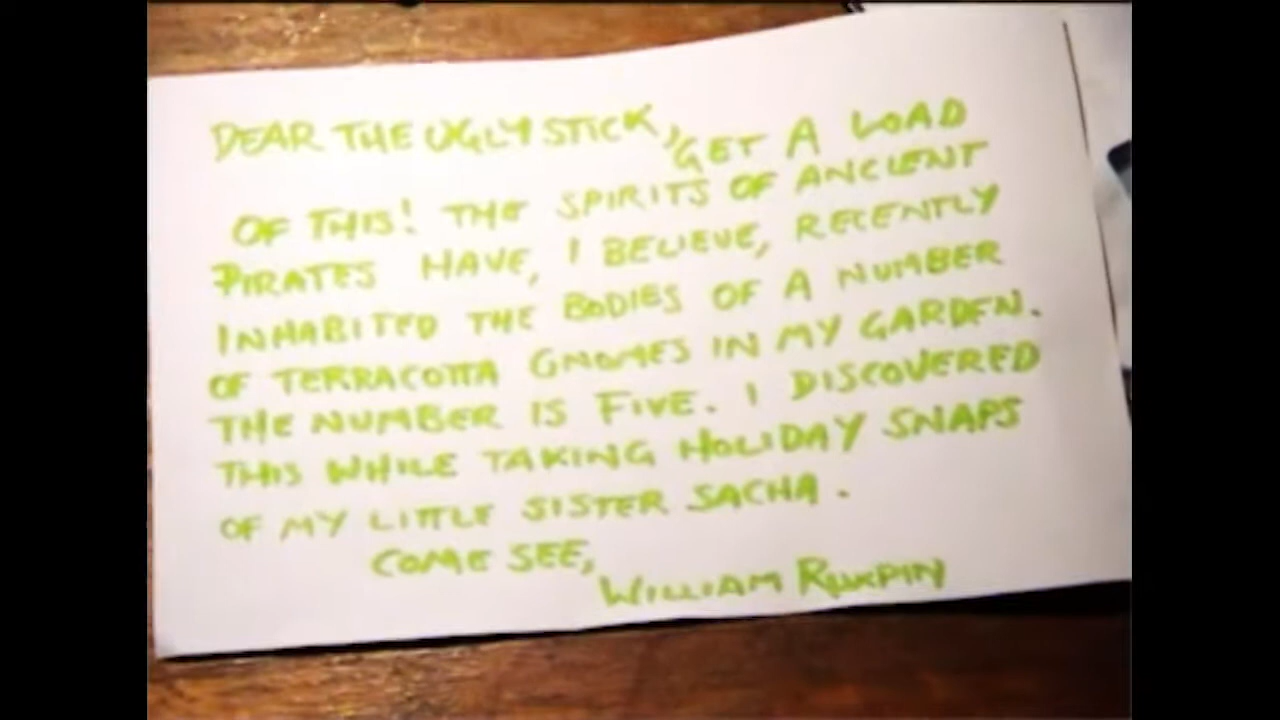 DEAR THE UGLY STICK, GET A LOAD
OF THIS! THE SPIRITS OF ANCIENT
PIRATES HAVE, I BELIEVE, RECENTLY
INHABITED THE BODIES OF A NUMBER
OF TERRACOTTA GNOMES IN MY GARDEN.
THE NUMBER IS FIVE. I DISCOVERED
THIS WHILE TAKING HOLIDAY SNAPS
OF MY LITTLE SISTER SACHA.
COME SEE,
WILLIAM